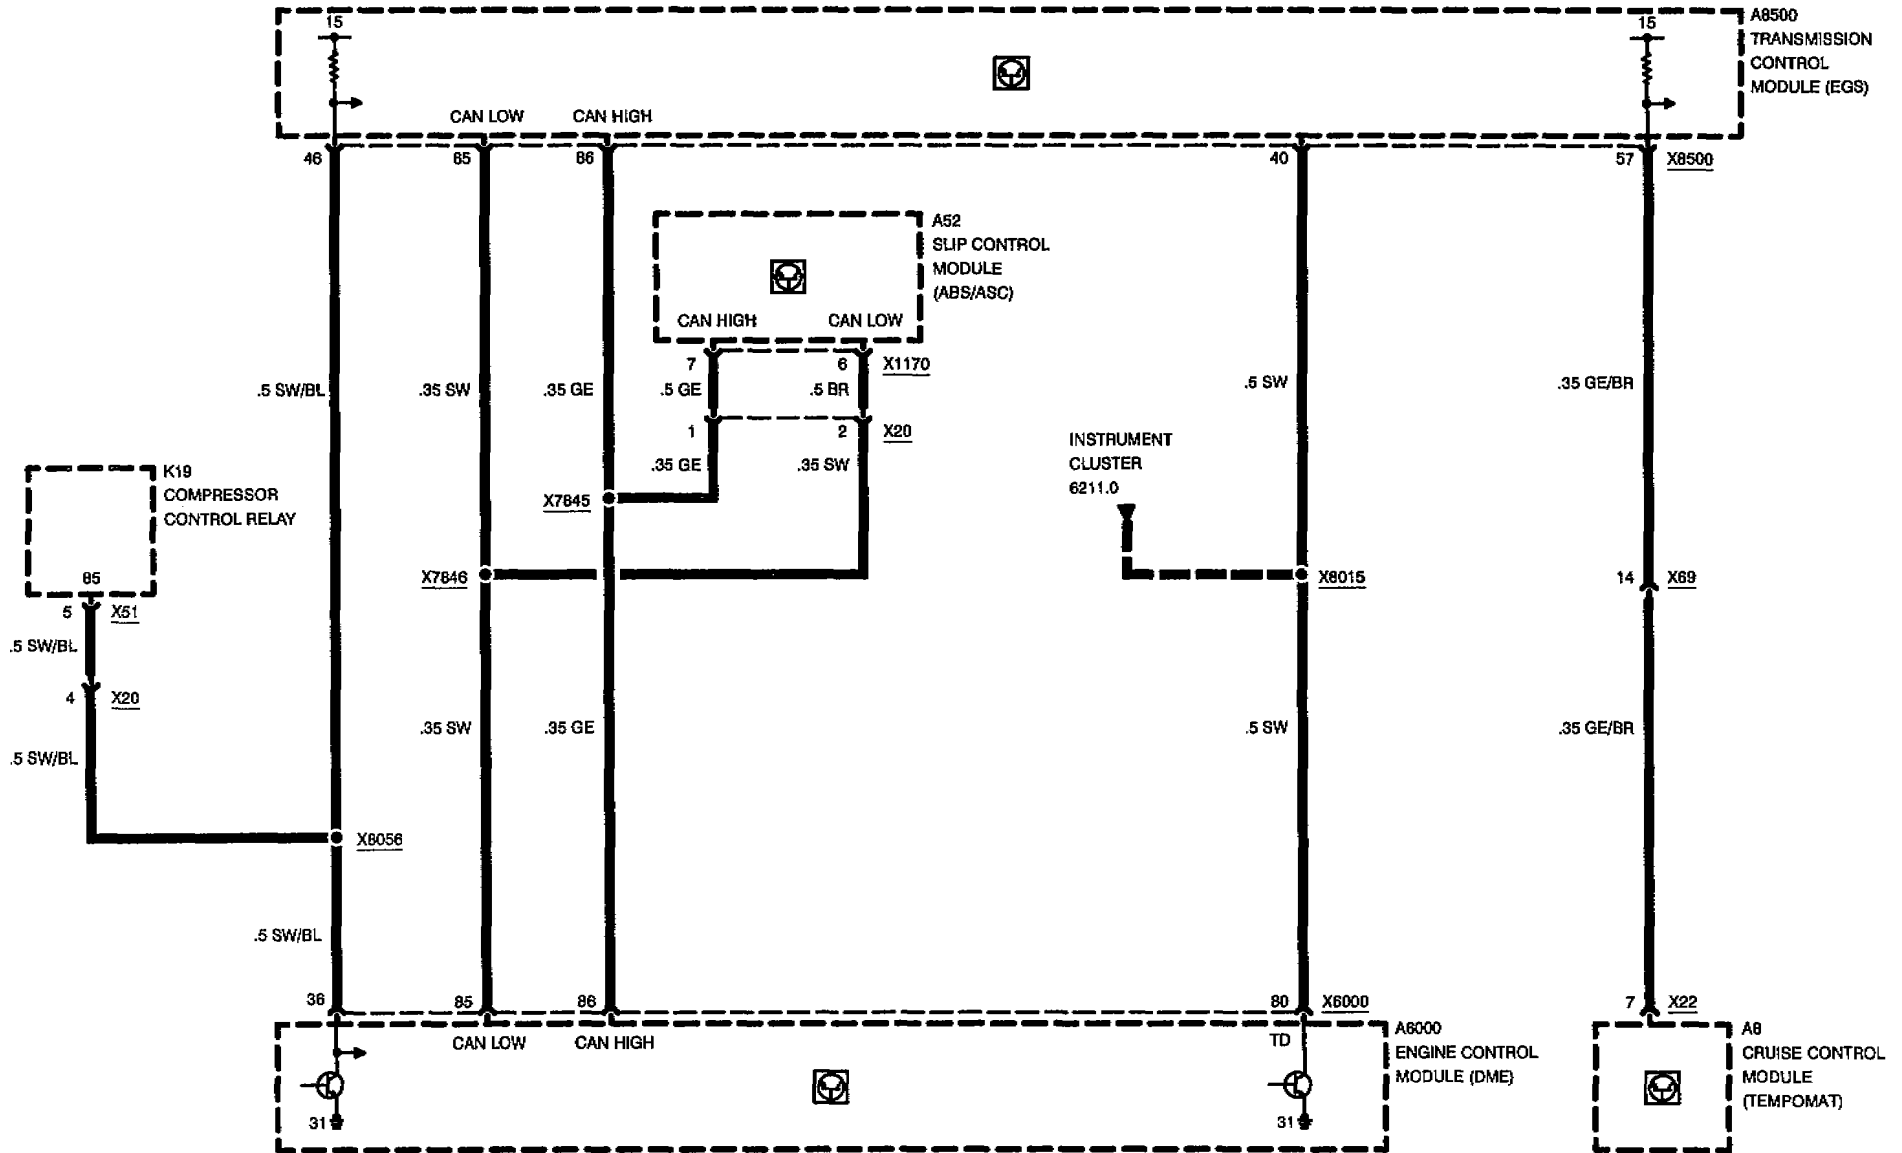 15
15
A8500
TRANSMISSION
CONTROL
MODULE (EGS)
CAN LOW
CAN HIGH
46
85
86
40
57
X8500
A52
SLIP CONTROL
MODULE
(ABS/ASC)
CAN HIGH
CAN LOW
7
6
X1170
.5 SW/BL
.35 SW
.35 GE
.5 GE
.5 BR
.5 SW
.35 GE/BR
1
2
X20
.35 GE
.35 SW
INSTRUMENT
CLUSTER
6211.0
K19
COMPRESSOR
CONTROL RELAY
85
X7845
X7846
X8015
14
X69
5
X51
.5 SW/BL
4
X20
.5 SW/BL
.35 SW
.35 GE
.5 SW
.35 GE/BR
X8056
.5 SW/BL
36
85
86
80
X6000
7
X22
CAN LOW
CAN HIGH
TD
A6000
ENGINE CONTROL
MODULE (DME)
A8
CRUISE CONTROL
MODULE
(TEMPOMAT)
31
31